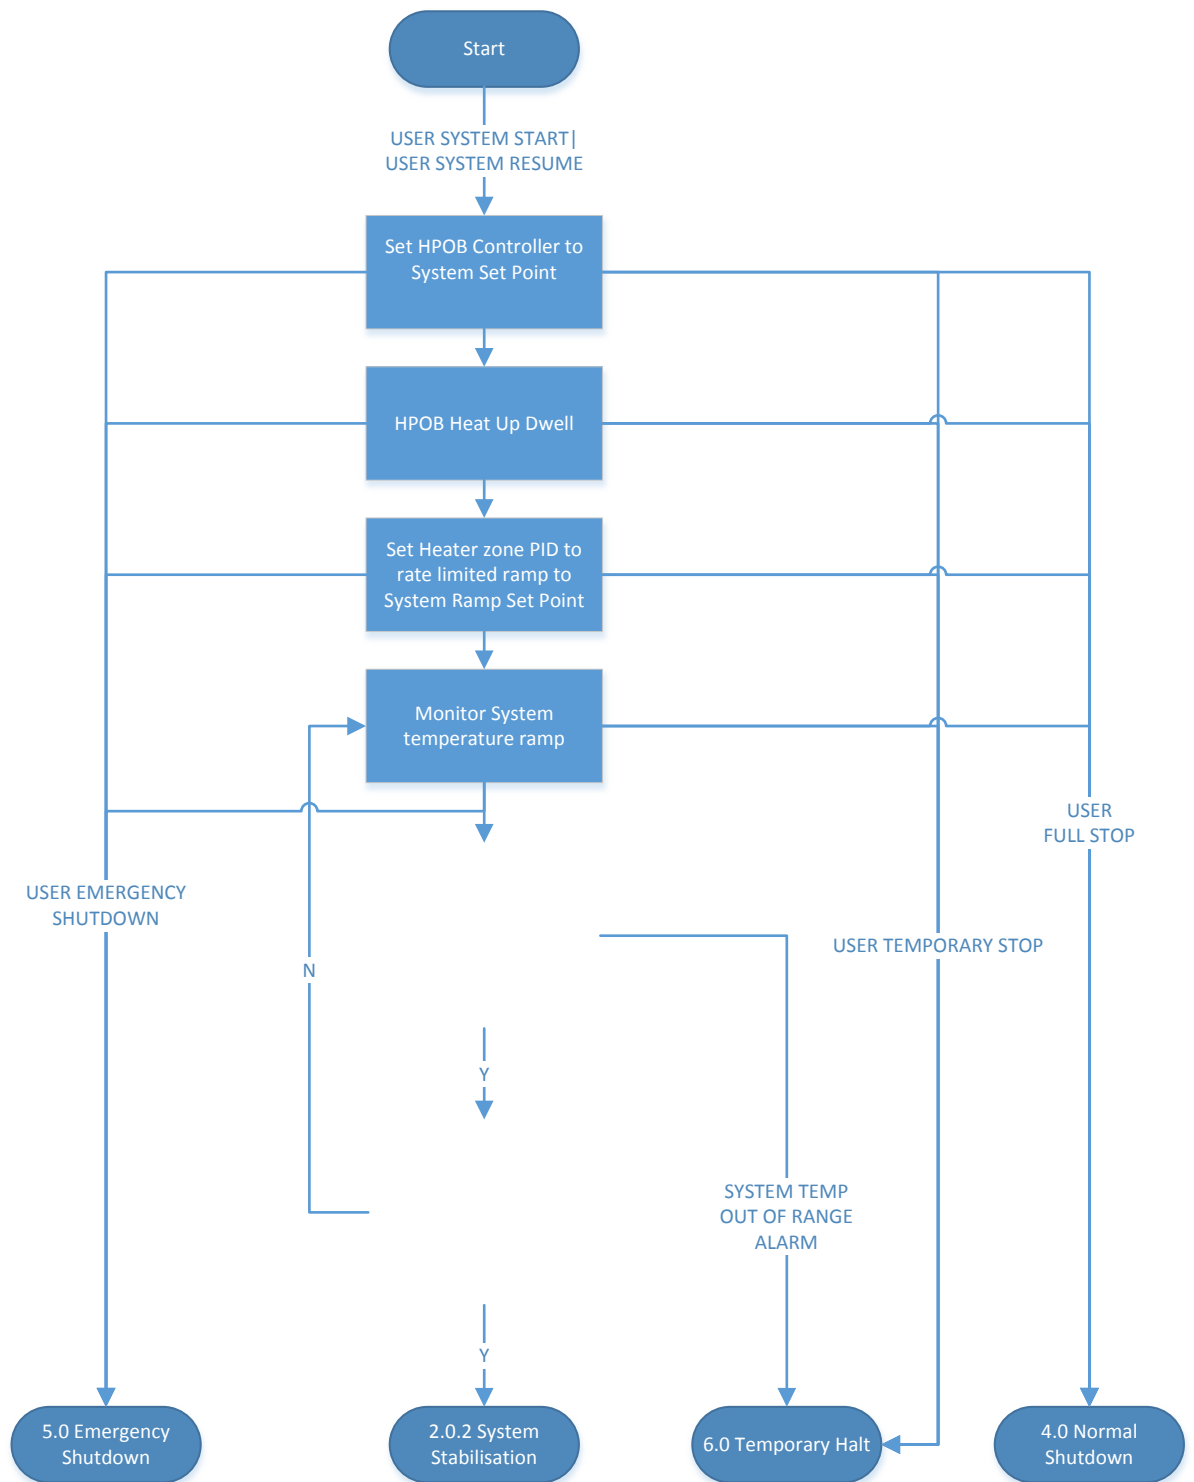 Start
USER SYSTEM START|
USER SYSTEM RESUME
Set HPOB Controller to
System Set Point
HPOB Heat Up Dwell
Set Heater zone PID to
rate limited ramp to
System Ramp Set Point
Monitor System
temperature ramp
USER
FULL STOP
USER EMERGENCY
SHUTDOWN
USER TEMPORARY STOP
N
Y
SYSTEM TEMP
OUT OF RANGE
ALARM
Y
5.0 Emergency
Shutdown
2.0.2 System
Stabilisation
6.0 Temporary Halt
4.0 Normal
Shutdown